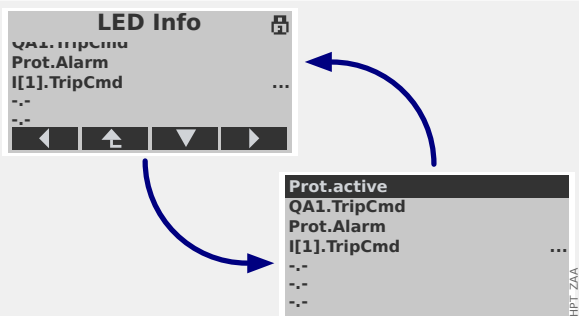 LED Info
QA1.TripCmd
Prot.Alarm
I[1].TripCmd ...
-.-
-.-
Prot.active
QA1.TripCmd
Prot.Alarm
I[1].TripCmd ...
-.-
-.-
-.-
HPT_ZAA